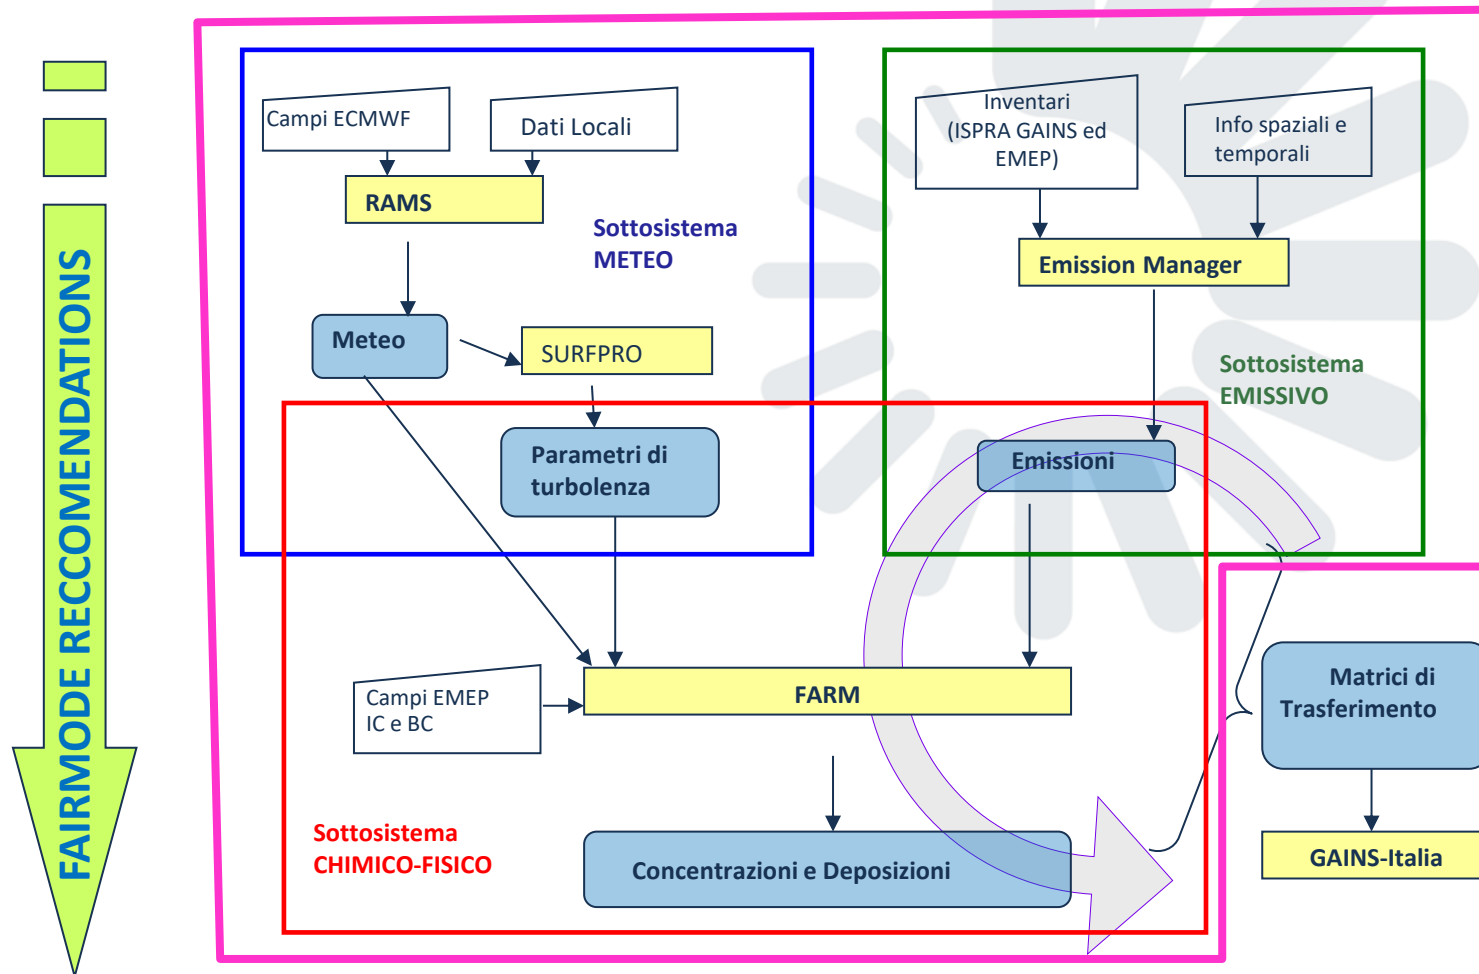 FAIRMODE RECCOMENDATIONS
Campi ECMWF
Dati Locali
RAMS
Sottosistema
METEO
Meteo
SURFPRO
Parametri di
turbolenza
Inventari
(ISPRA GAINS ed
EMEP)
Info spaziali e
temporali
Emission Manager
Sottosistema
EMISSIVO
Emissioni
Campi EMEP
IC e BC
FARM
Sottosistema
CHIMICO-FISICO
Concentrazioni e Deposizioni
Matrici di
Trasferimento
GAINS-Italia